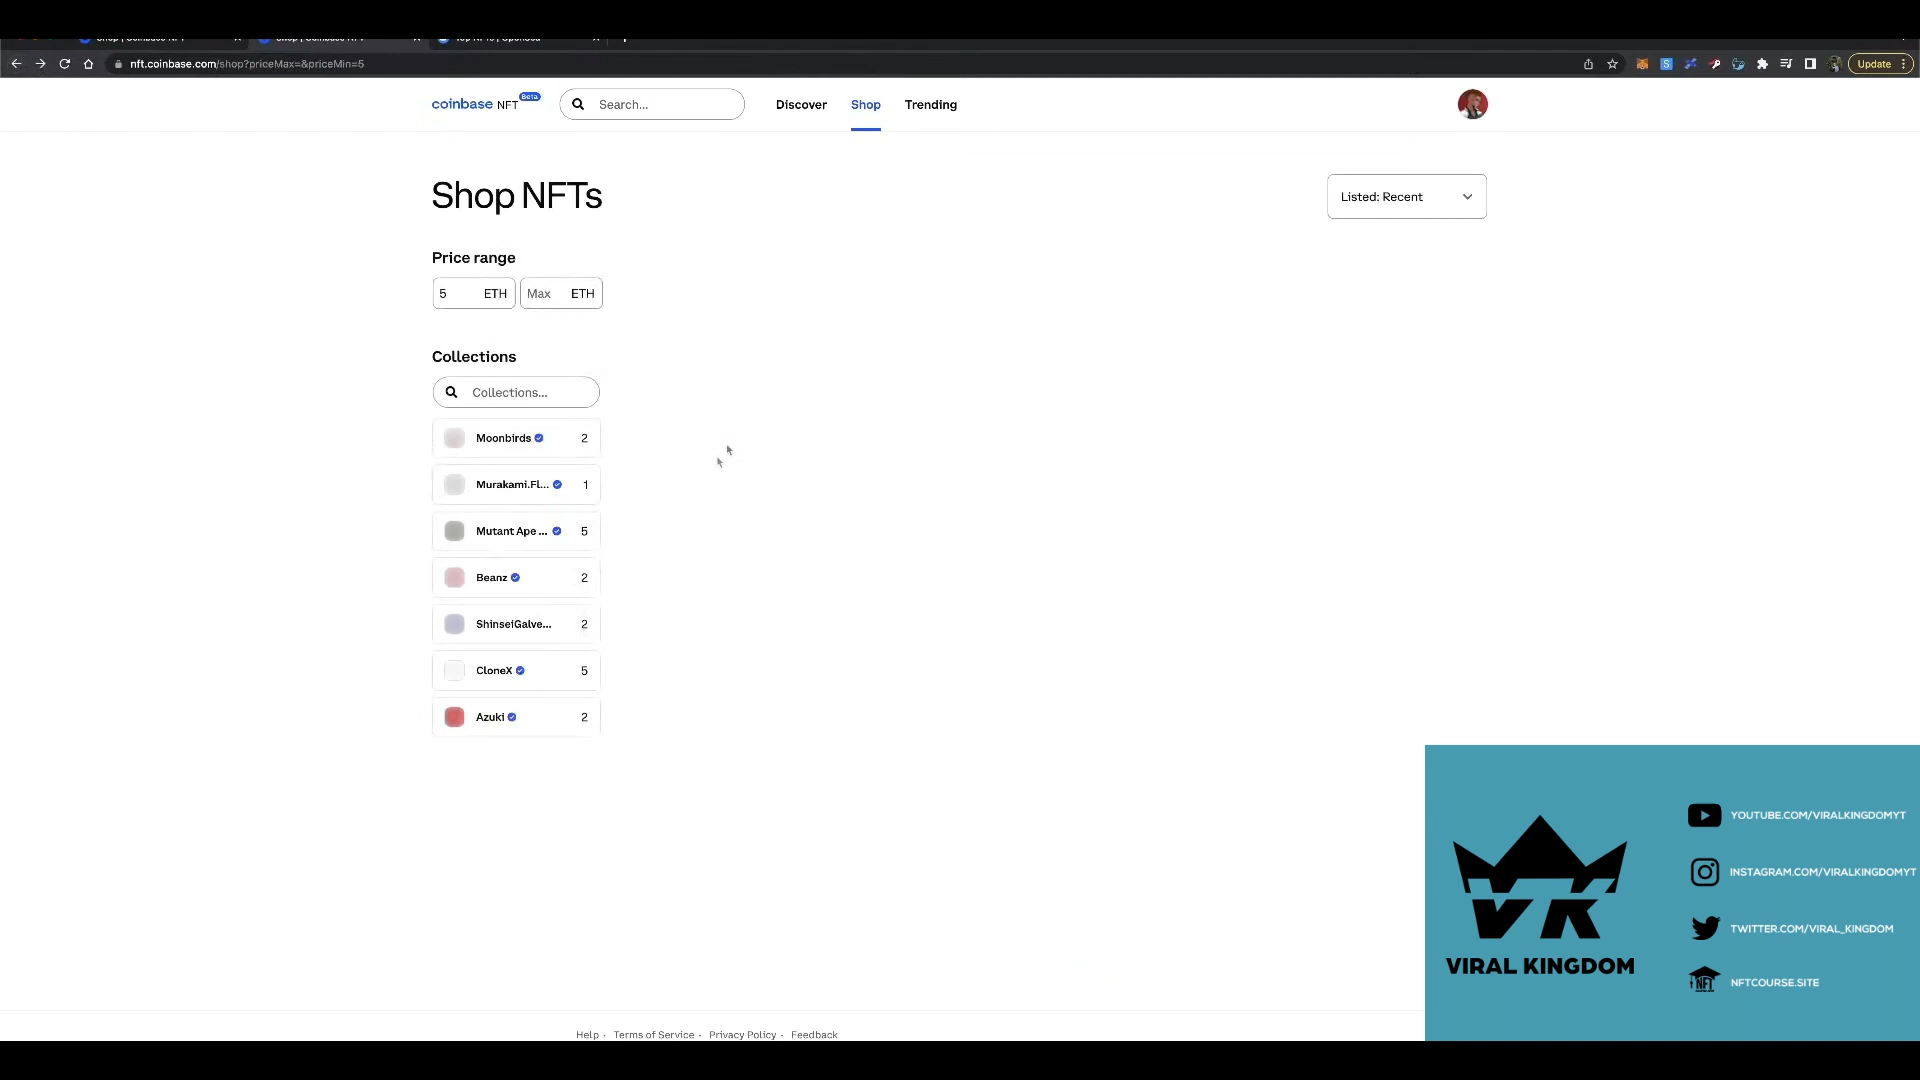 nft.coinbase.com/shop?priceMax=&priceMin=5
Update
coinbase NFT Beta
Search...
Discover
Shop
Trending
Shop NFTs
Listed: Recent
Price range
5 ETH
Max ETH
Collections
Collections...
Moonbirds 2
Murakami.Fl... 1
Mutant Ape ... 5
Beanz 2
ShinseiGalve... 2
CloneX 5
Azuki 2
YOUTUBE.COM/VIRALKINGDOMYT
INSTAGRAM.COM/VIRALKINGDOMYT
TWITTER.COM/VIRAL_KINGDOM
NFT
NFTCOURSE.SITE
VK
VIRAL KINGDOM
Help · Terms of Service · Privacy Policy · Feedback